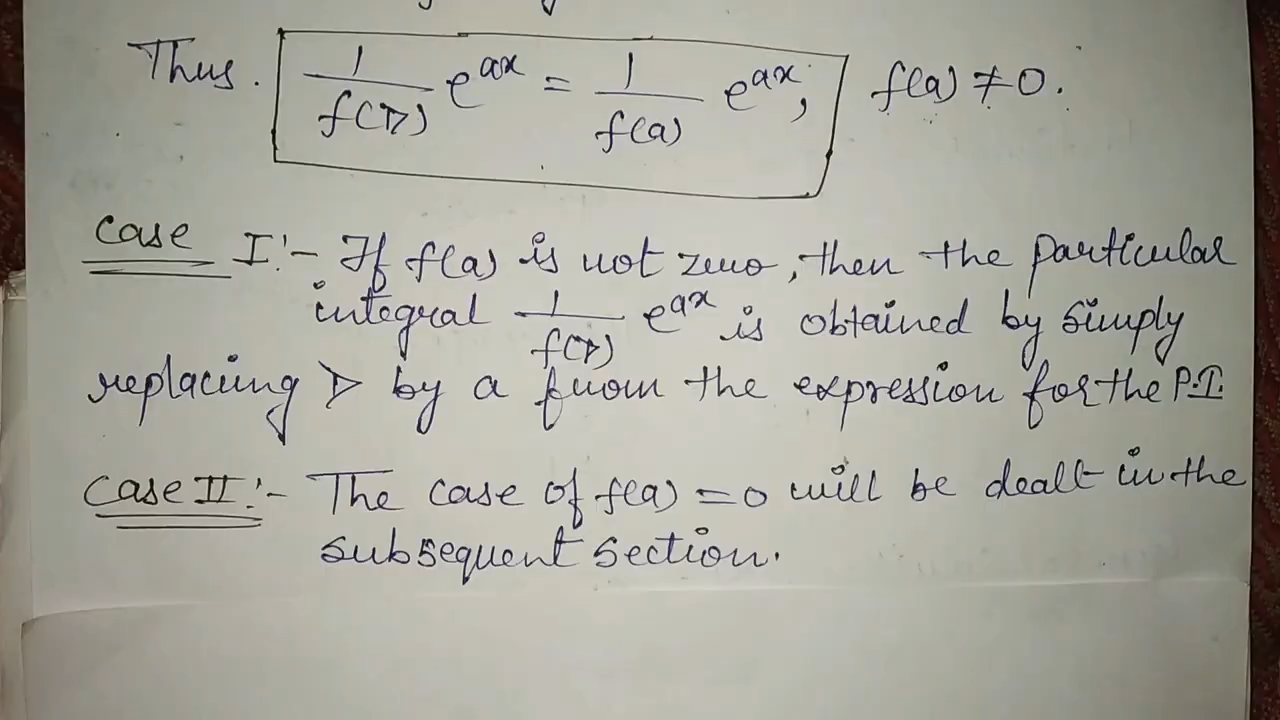 Thus. 1/f(D) e^{ax} = 1/f(a) e^{ax}, f(a) ≠ 0.
Case I:- If f(a) is not zero, then the particular
integral 1/f(D) e^{ax} is obtained by simply
replacing D by a from the expression for the P.I.
Case II:- The case of f(a) = 0 will be dealt in the
subsequent section.